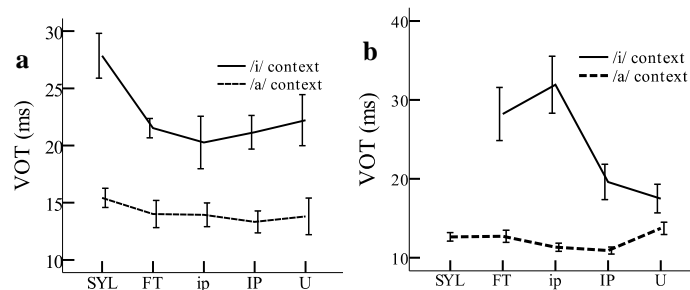 a
VOT (ms)
30
25
20
15
10
/i/ context
/a/ context
SYL FT ip IP U
b
VOT (ms)
40
30
20
10
/i/ context
/a/ context
SYL FT ip IP U